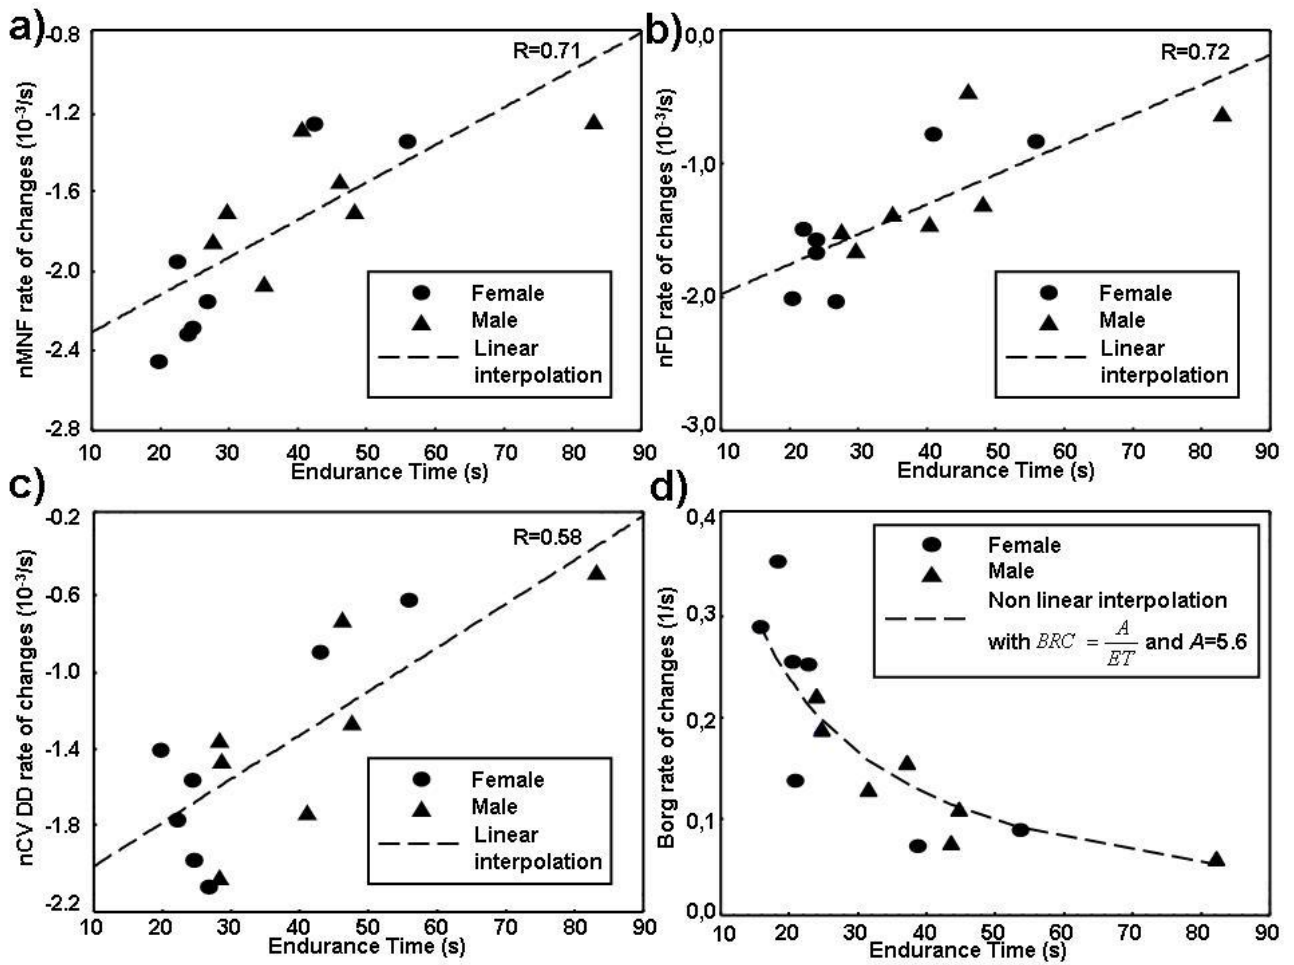 a)
-0.8
-1.2
-1.6
-2.0
-2.4
-2.8
nMNF rate of changes (10⁻³/s)
R=0.71
Female
Male
Linear
interpolation
10 20 30 40 50 60 70 80 90
Endurance Time (s)
b)
0,0
-1,0
-2,0
-3,0
nFD rate of changes (10⁻³/s)
R=0.72
Female
Male
Linear
interpolation
10 20 30 40 50 60 70 80 90
Endurance Time (s)
c)
-0.2
-0.6
-1.0
-1.4
-1.8
-2.2
nCV DD rate of changes (10⁻³/s)
R=0.58
Female
Male
Linear
interpolation
10 20 30 40 50 60 70 80 90
Endurance Time (s)
d)
0,4
0,3
0,2
0,1
0,0
Borg rate of changes (1/s)
Female
Male
Non linear interpolation
with BRC = A/ET and A=5.6
10 20 30 40 50 60 70 80 90
Endurance Time (s)